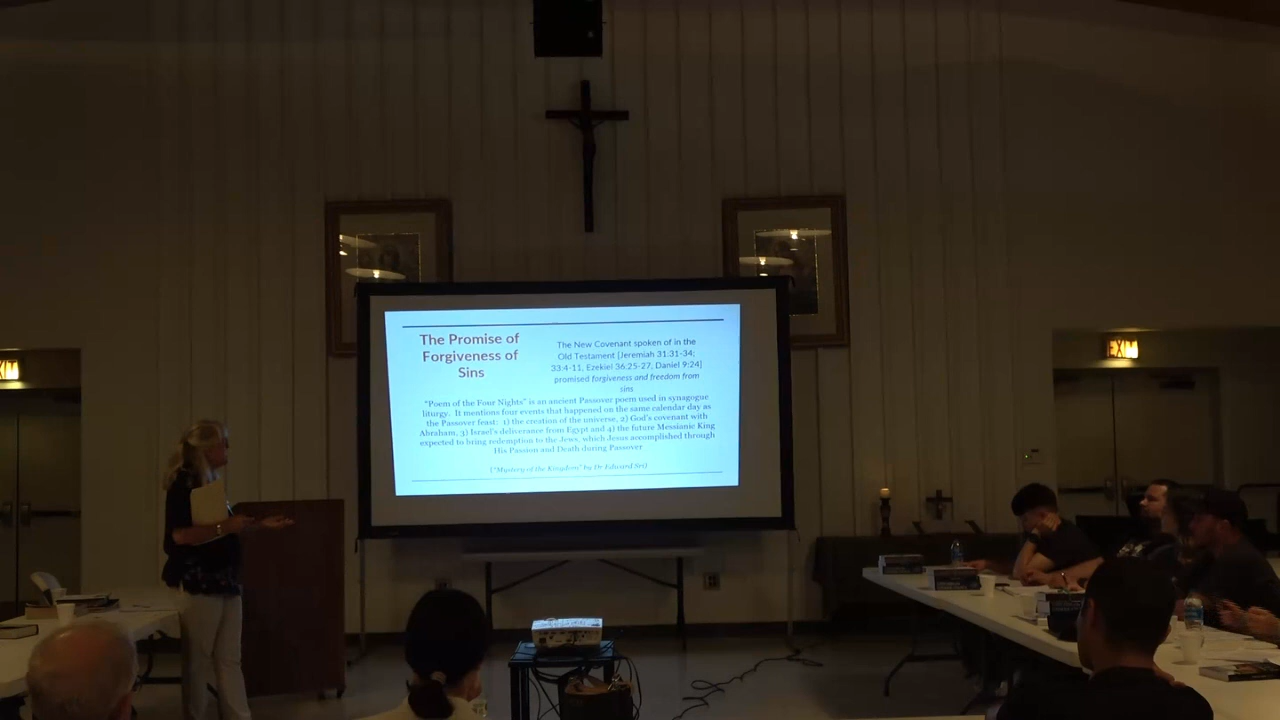 The Promise of
Forgiveness of
Sins
The New Covenant spoken of in the
Old Testament [Jeremiah 31:31-34;
33:4-11, Ezekiel 36:25-27, Daniel 9:24]
promised forgiveness and freedom from
sins
"Poem of the Four Nights" is an ancient Passover poem used in synagogue
liturgy. It mentions four events that happened on the same calendar day as
the Passover feast: 1) the creation of the universe, 2) God's covenant with
Abraham, 3) Israel's deliverance from Egypt and 4) the future Messianic King
expected to bring redemption to the Jews, which Jesus accomplished through
His Passion and Death during Passover
["Mystery of the Kingdom" by Dr Edward Sri]